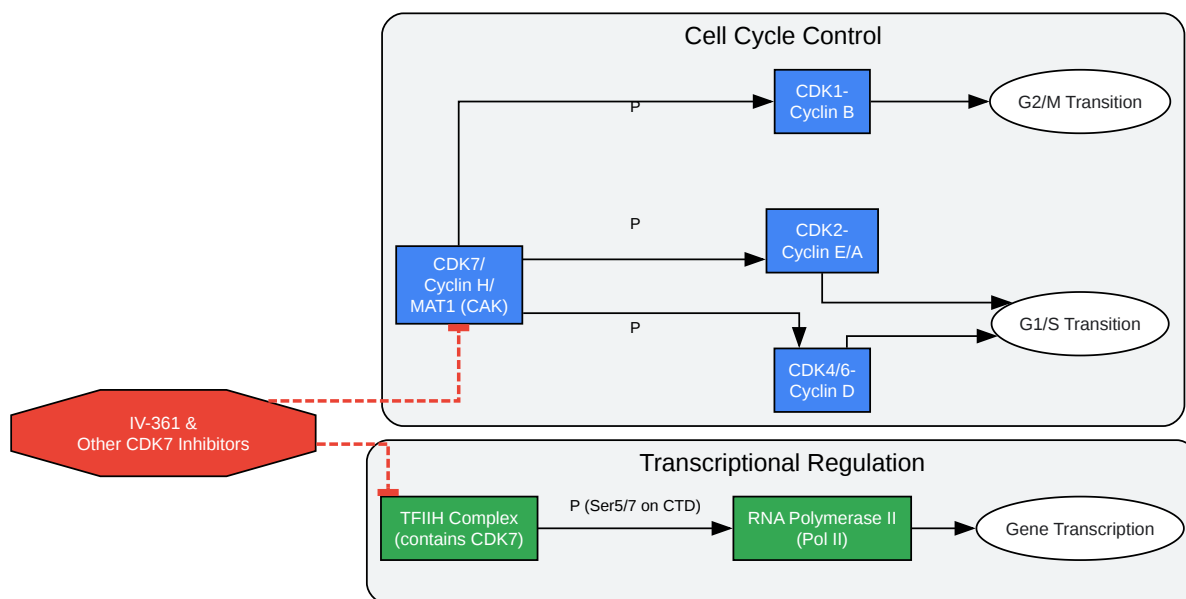 Cell Cycle Control
CDK1-
Cyclin B
G2/M Transition
P
P
CDK2-
Cyclin E/A
CDK7/
Cyclin H/
MAT1 (CAK)
G1/S Transition
P
CDK4/6-
Cyclin D
IV-361 &
Other CDK7 Inhibitors
Transcriptional Regulation
TFIIH Complex
(contains CDK7)
P (Ser5/7 on CTD)
RNA Polymerase II
(Pol II)
Gene Transcription